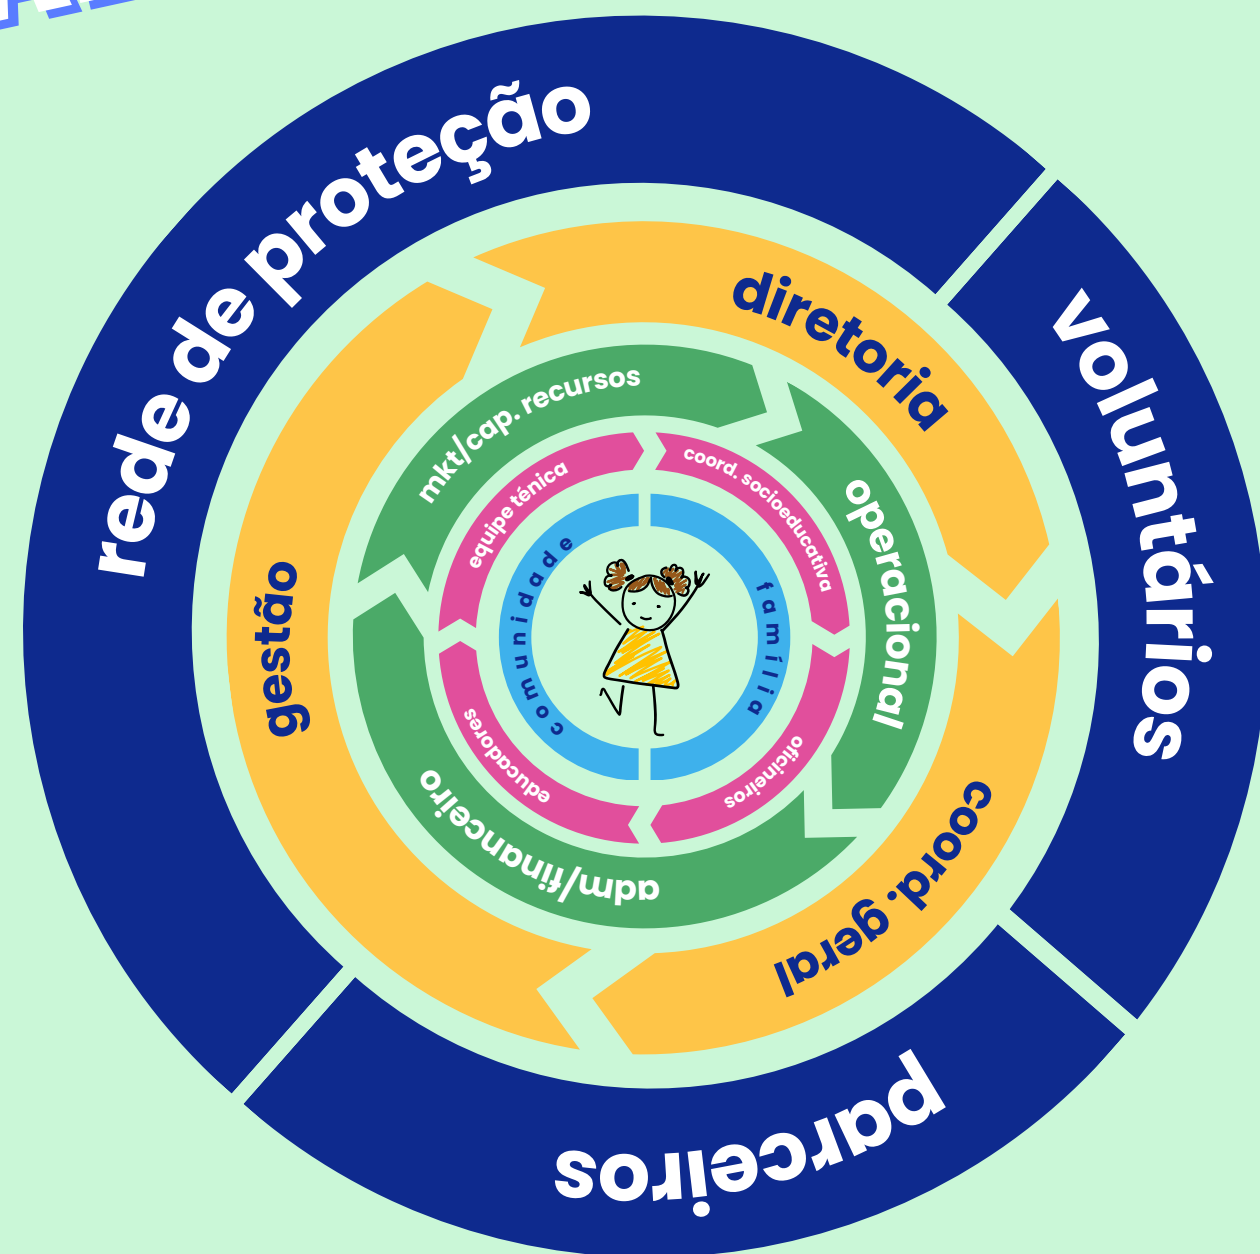 rede de proteção
voluntários
parceiros
diretoria
coord. geral
gestão
mkt/cap. recursos
operacional
adm/financeiro
equipe ténica
coord. socioeducativa
oficineiros
educadores
comunidade
família